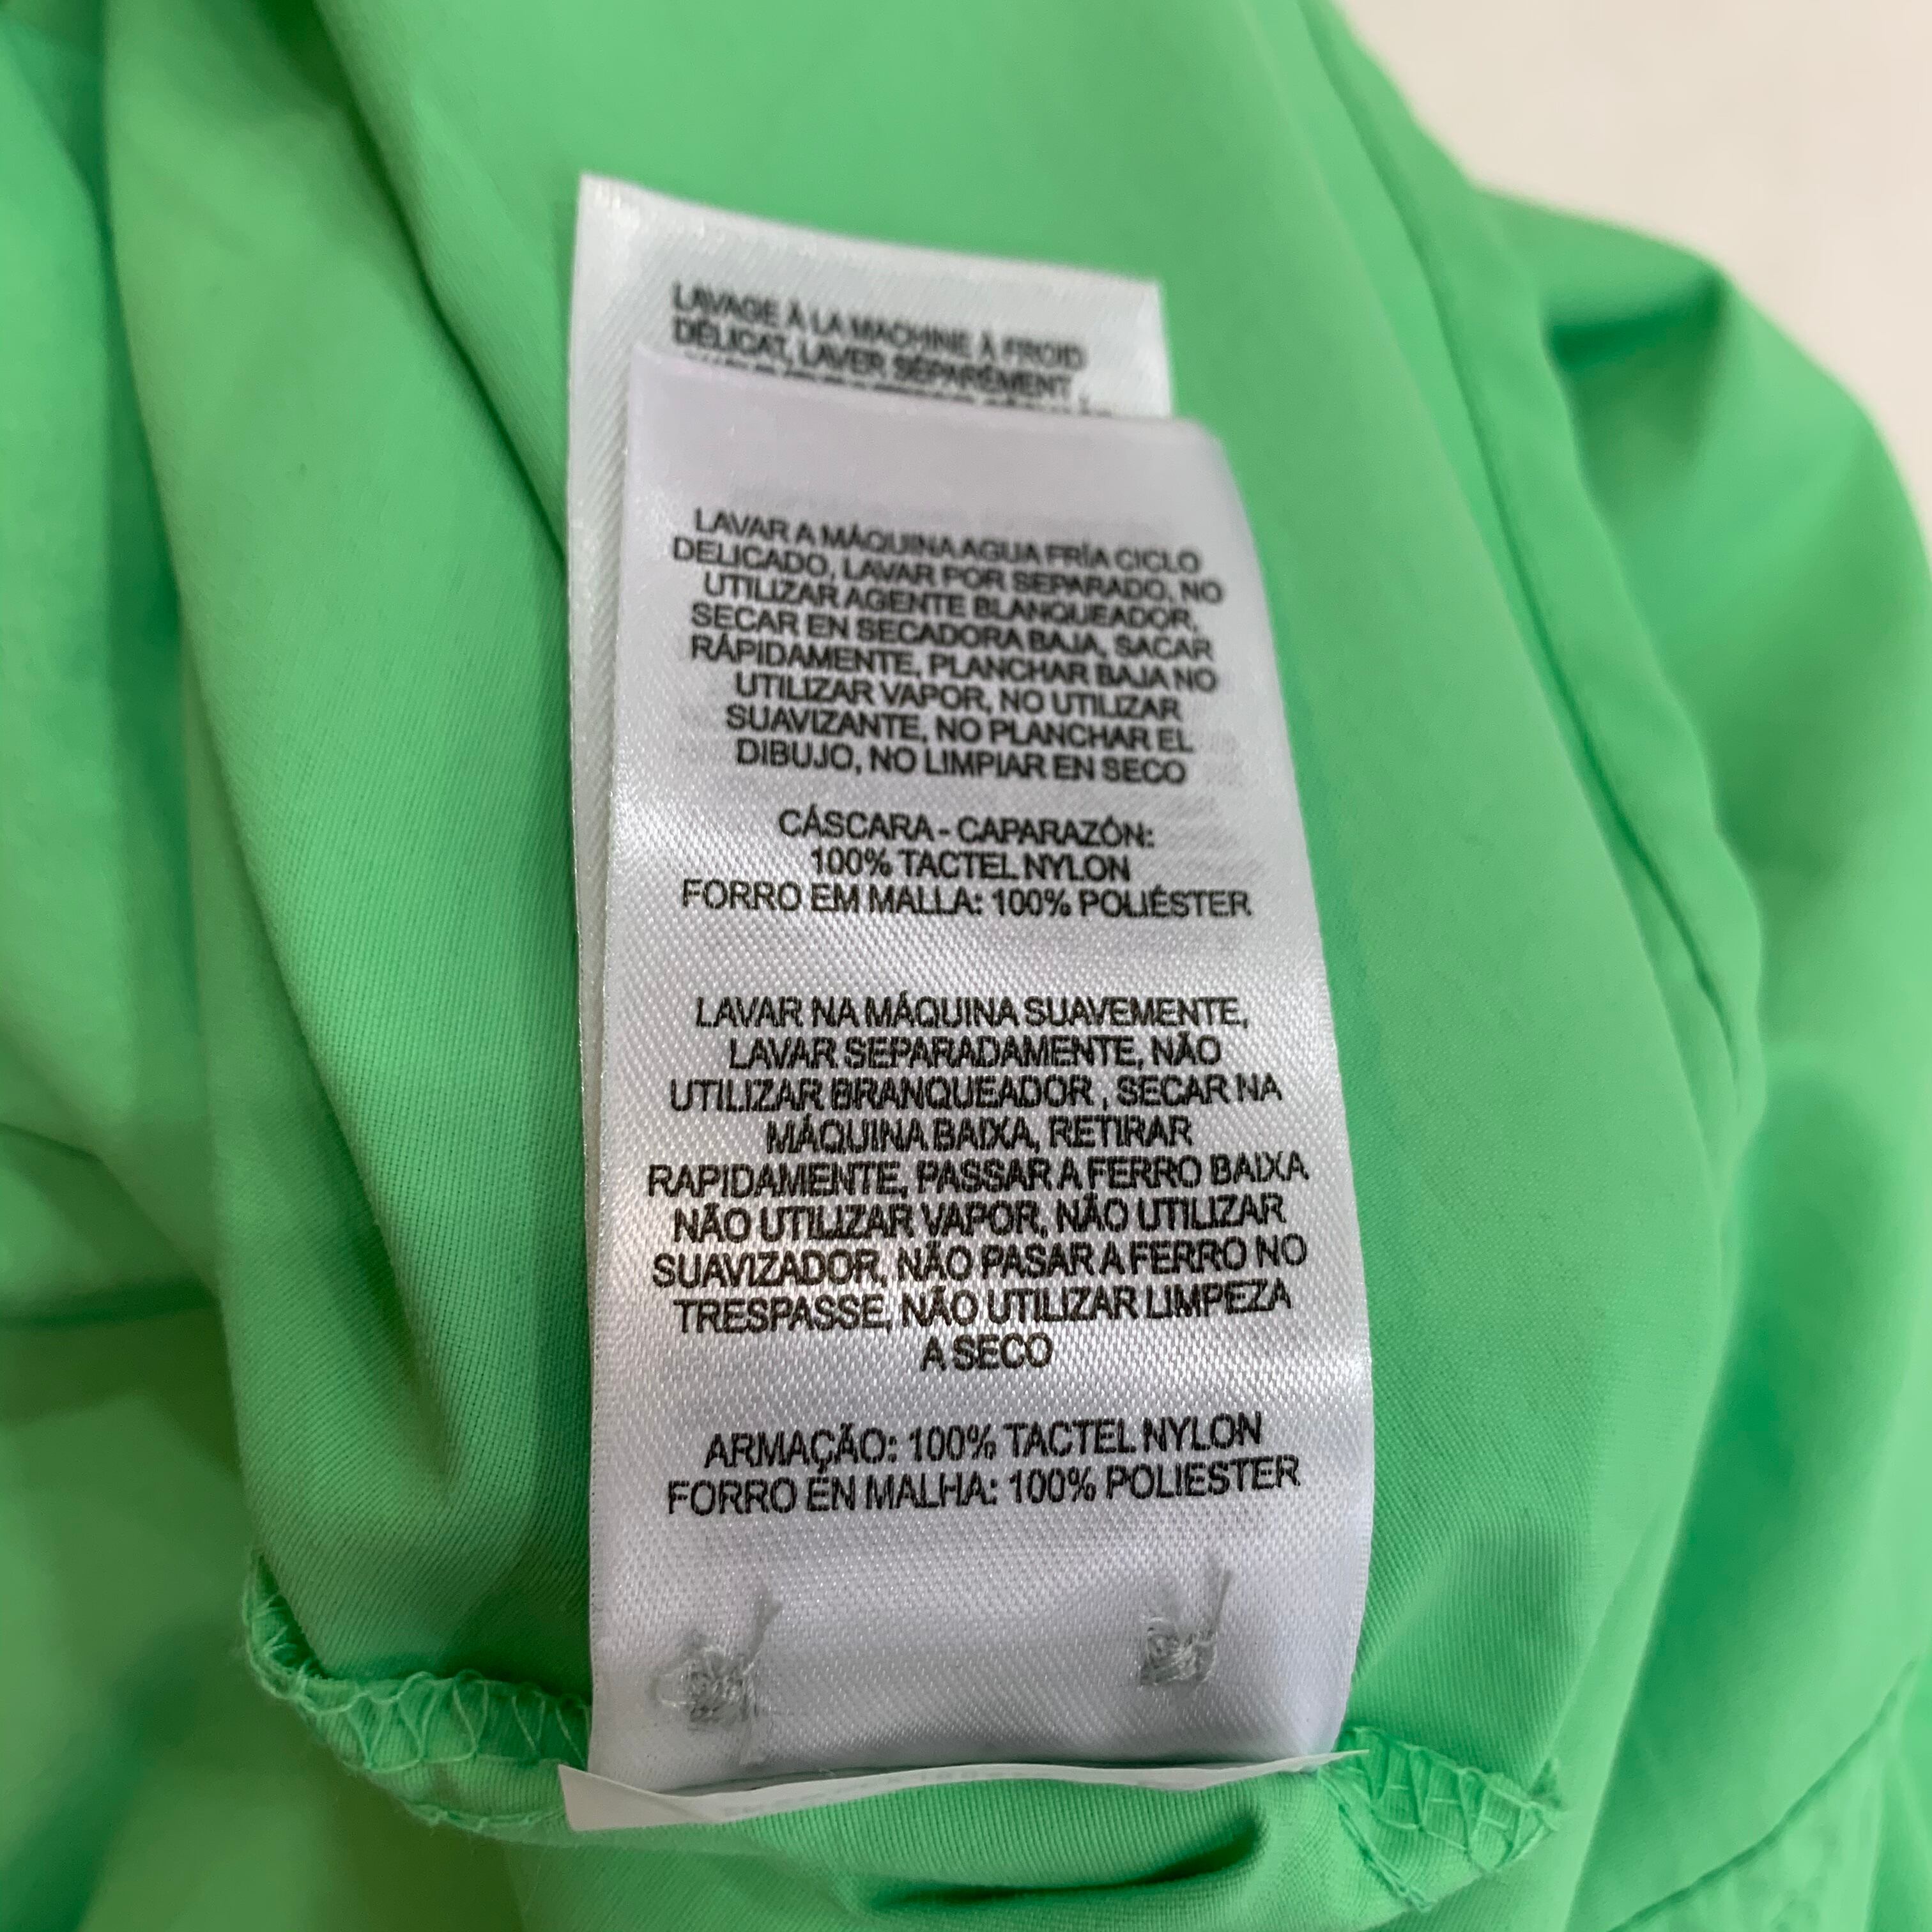 LAVAGE À LA MACHINE À FROID
DÉLICAT, LAVER SÉPARÉMENT
LAVAR A MÁQUINA AGUA FRÍA CICLO
DELICADO, LAVAR POR SEPARADO, NO
UTILIZAR AGENTE BLANQUEADOR,
SECAR EN SECADORA BAJA, SACAR
RÁPIDAMENTE, PLANCHAR BAJA NO
UTILIZAR VAPOR, NO UTILIZAR
SUAVIZANTE, NO PLANCHAR EL
DIBUJO, NO LIMPIAR EN SECO
CÁSCARA - CAPARAZÓN:
100% TACTEL NYLON
FORRO EM MALLA: 100% POLIÉSTER
LAVAR NA MÁQUINA SUAVEMENTE,
LAVAR SEPARADAMENTE, NÃO
UTILIZAR BRANQUEADOR , SECAR NA
MÁQUINA BAIXA, RETIRAR
RAPIDAMENTE, PASSAR A FERRO BAIXA
NÃO UTILIZAR VAPOR, NÃO UTILIZAR
SUAVIZADOR, NÃO PASAR A FERRO NO
TRESPASSE, NÃO UTILIZAR LIMPEZA
A SECO
ARMAÇÃO: 100% TACTEL NYLON
FORRO ÉN MALHA: 100% POLIESTER